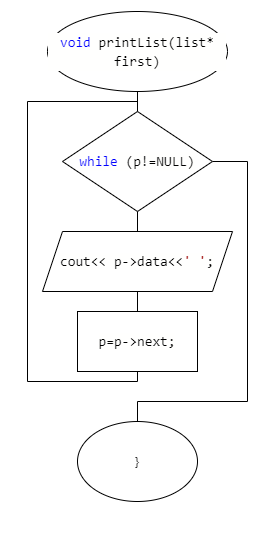 void printList(list*
first)
while (p!=NULL)
cout<< p->data<<' ';
p=p->next;
}